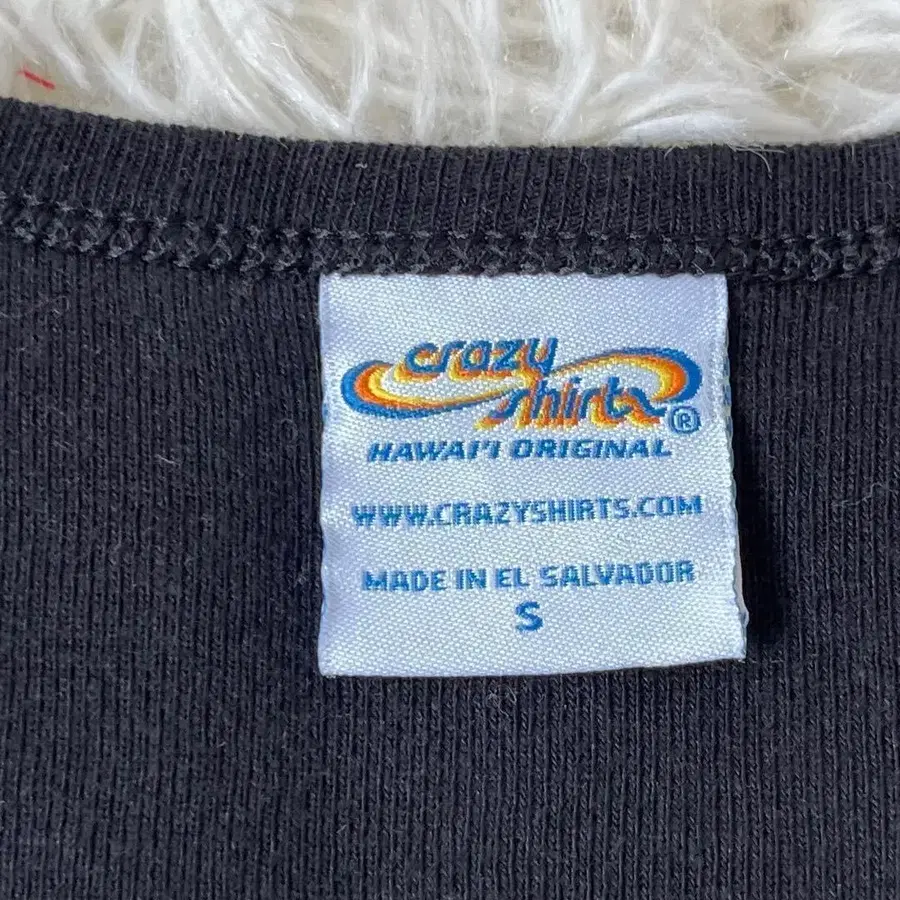 crazy
shirts®
HAWAI'I ORIGINAL
WWW.CRAZYSHIRTS.COM
MADE IN EL SALVADOR
S